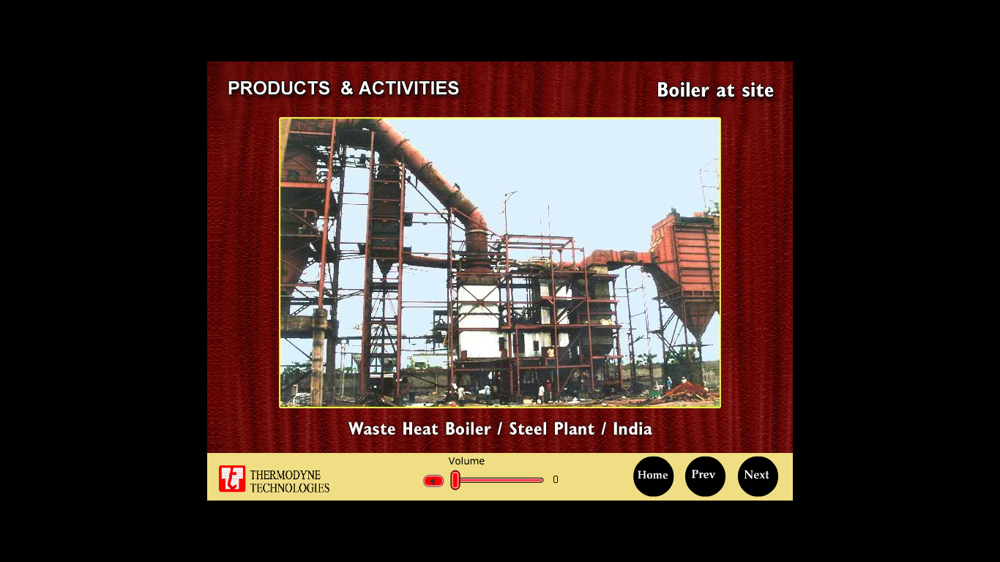 PRODUCTS & ACTIVITIES
Boiler at site
Waste Heat Boiler / Steel Plant / India
THERMODYNE
TECHNOLOGIES
Volume
0
Home
Prev
Next